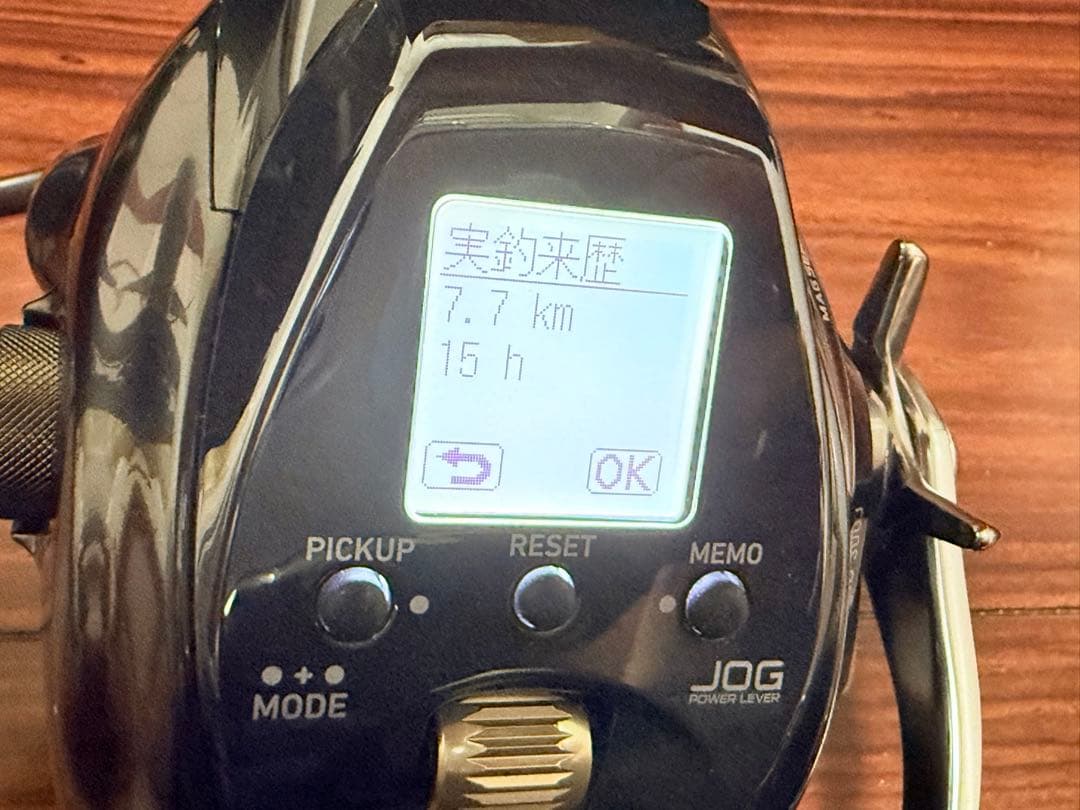 実釣来歴
7.7 km
15 h
OK
PICKUP
RESET
MEMO
+
MODE
JOG
POWER LEVER